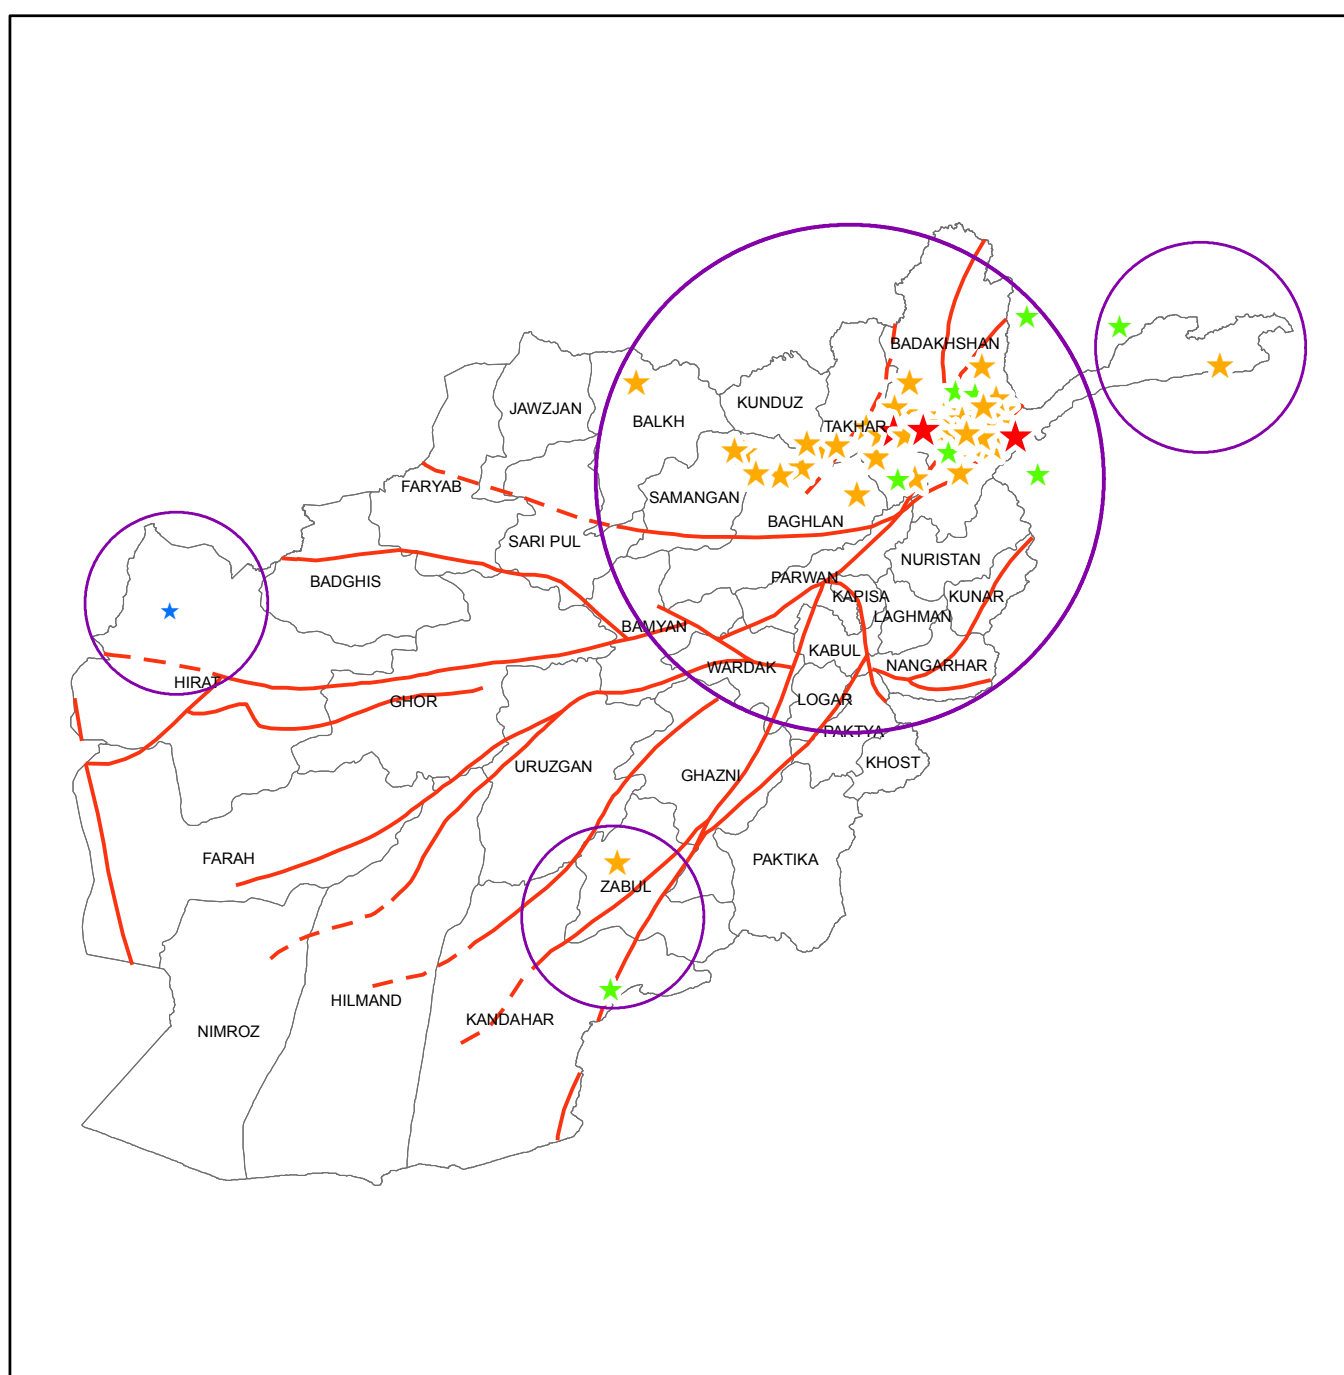 BADAKHSHAN
JAWZJAN
KUNDUZ
BALKH
TAKHAR
FARYAB
SAMANGAN
BAGHLAN
SARI PUL
NURISTAN
BADGHIS
PARWAN
KAPISA
KUNAR
LAGHMAN
BAMYAN
KABUL
WARDAK
NANGARHAR
HIRAT
GHOR
LOGAR
PAKTYA
KHOST
URUZGAN
GHAZNI
FARAH
PAKTIKA
ZABUL
HILMAND
KANDAHAR
NIMROZ